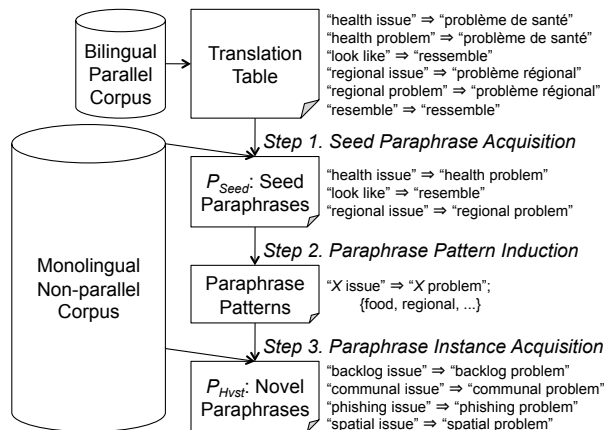 Bilingual
Parallel
Corpus
Translation
Table
“health issue” ⇒ “problème de santé”
“health problem” ⇒ “problème de santé”
“look like” ⇒ “ressemble”
“regional issue” ⇒ “problème régional”
“regional problem” ⇒ “problème régional”
“resemble” ⇒ “ressemble”
Step 1. Seed Paraphrase Acquisition
P_Seed: Seed
Paraphrases
“health issue” ⇒ “health problem”
“look like” ⇒ “resemble”
“regional issue” ⇒ “regional problem”
Step 2. Paraphrase Pattern Induction
Monolingual
Non-parallel
Corpus
Paraphrase
Patterns
“X issue” ⇒ “X problem”;
{food, regional, ...}
Step 3. Paraphrase Instance Acquisition
P_Hvst: Novel
Paraphrases
“backlog issue” ⇒ “backlog problem”
“communal issue” ⇒ “communal problem”
“phishing issue” ⇒ “phishing problem”
“spatial issue” ⇒ “spatial problem”